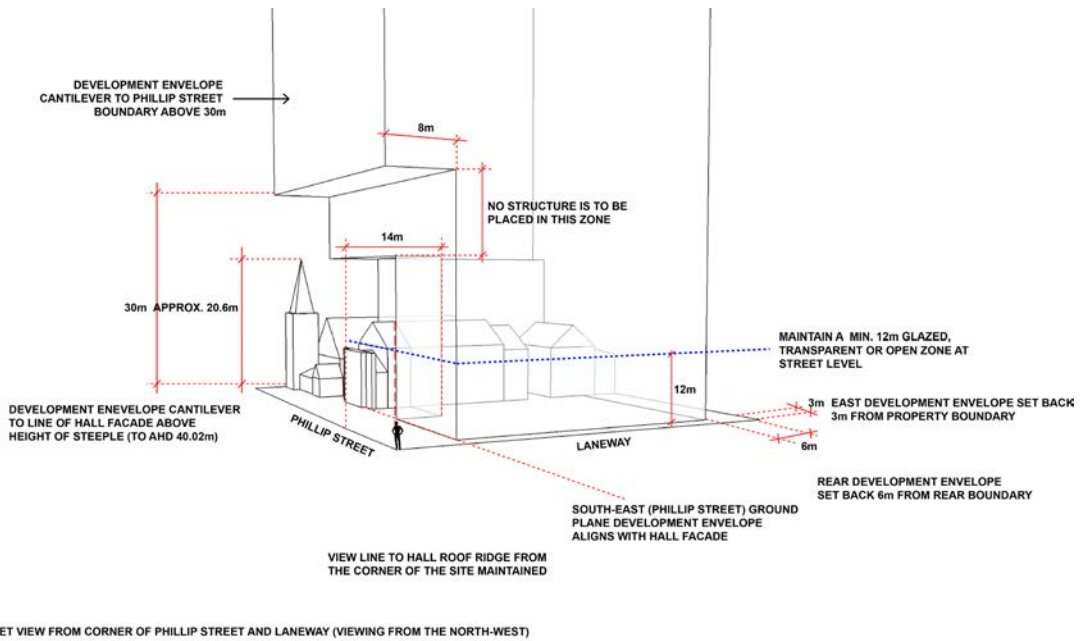 DEVELOPMENT ENVELOPE
CANTILEVER TO PHILLIP STREET
BOUNDARY ABOVE 30m
8m
NO STRUCTURE IS TO BE
PLACED IN THIS ZONE
14m
30m
APPROX. 20.6m
MAINTAIN A MIN. 12m GLAZED,
TRANSPARENT OR OPEN ZONE AT
STREET LEVEL
12m
3m
EAST DEVELOPMENT ENVELOPE SET BACK
3m FROM PROPERTY BOUNDARY
6m
DEVELOPMENT ENEVELOPE CANTILEVER
TO LINE OF HALL FACADE ABOVE
HEIGHT OF STEEPLE (TO AHD 40.02m)
PHILLIP STREET
LANEWAY
REAR DEVELOPMENT ENVELOPE
SET BACK 6m FROM REAR BOUNDARY
SOUTH-EAST (PHILLIP STREET) GROUND
PLANE DEVELOPMENT ENVELOPE
ALIGNS WITH HALL FACADE
VIEW LINE TO HALL ROOF RIDGE FROM
THE CORNER OF THE SITE MAINTAINED
ET VIEW FROM CORNER OF PHILLIP STREET AND LANEWAY (VIEWING FROM THE NORTH-WEST)